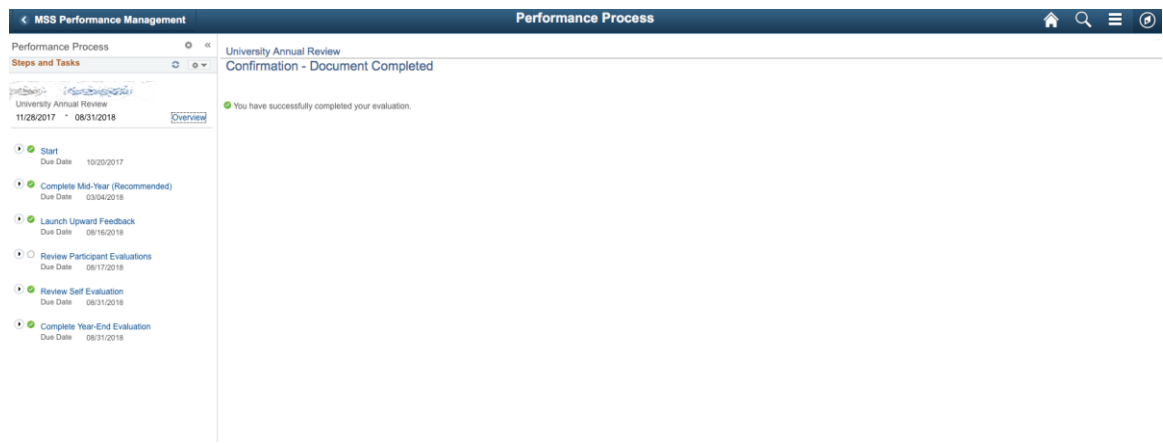 MSS Performance Management
Performance Process
Performance Process
Steps and Tasks
University Annual Review
11/28/2017 - 08/31/2018 Overview
Start
Due Date 10/20/2017
Complete Mid-Year (Recommended)
Due Date 03/04/2018
Launch Upward Feedback
Due Date 08/16/2018
Review Participant Evaluations
Due Date 08/17/2018
Review Self Evaluation
Due Date 08/31/2018
Complete Year-End Evaluation
Due Date 08/31/2018
University Annual Review
Confirmation - Document Completed
You have successfully completed your evaluation.